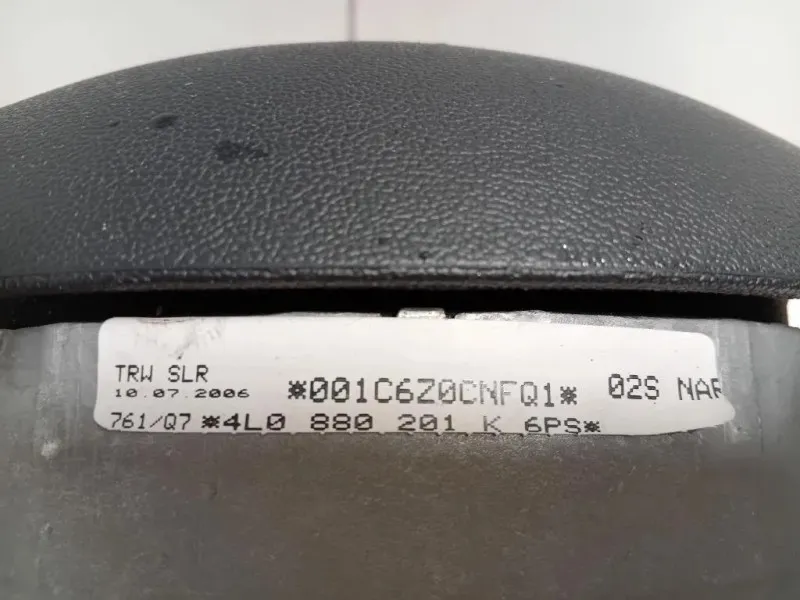 TRW SLR
10.07.2006 *001C6Z0CNFQ1* 02S NAR
761/Q7 *4L0 880 201 K 6PS*